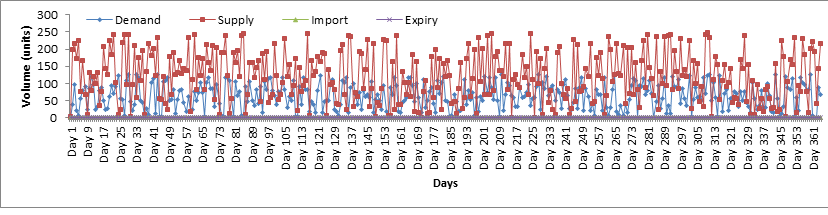 Demand Supply Import Expiry
Volume (units)
300
250
200
150
100
50
0
Day 1 Day 9 Day 17 Day 25 Day 33 Day 41 Day 49 Day 57 Day 65 Day 73 Day 81 Day 89 Day 97 Day 105 Day 113 Day 121 Day 129 Day 137 Day 145 Day 153 Day 161 Day 169 Day 177 Day 185 Day 193 Day 201 Day 209 Day 217 Day 225 Day 233 Day 241 Day 249 Day 257 Day 265 Day 273 Day 281 Day 289 Day 297 Day 305 Day 313 Day 321 Day 329 Day 337 Day 345 Day 353 Day 361
Days